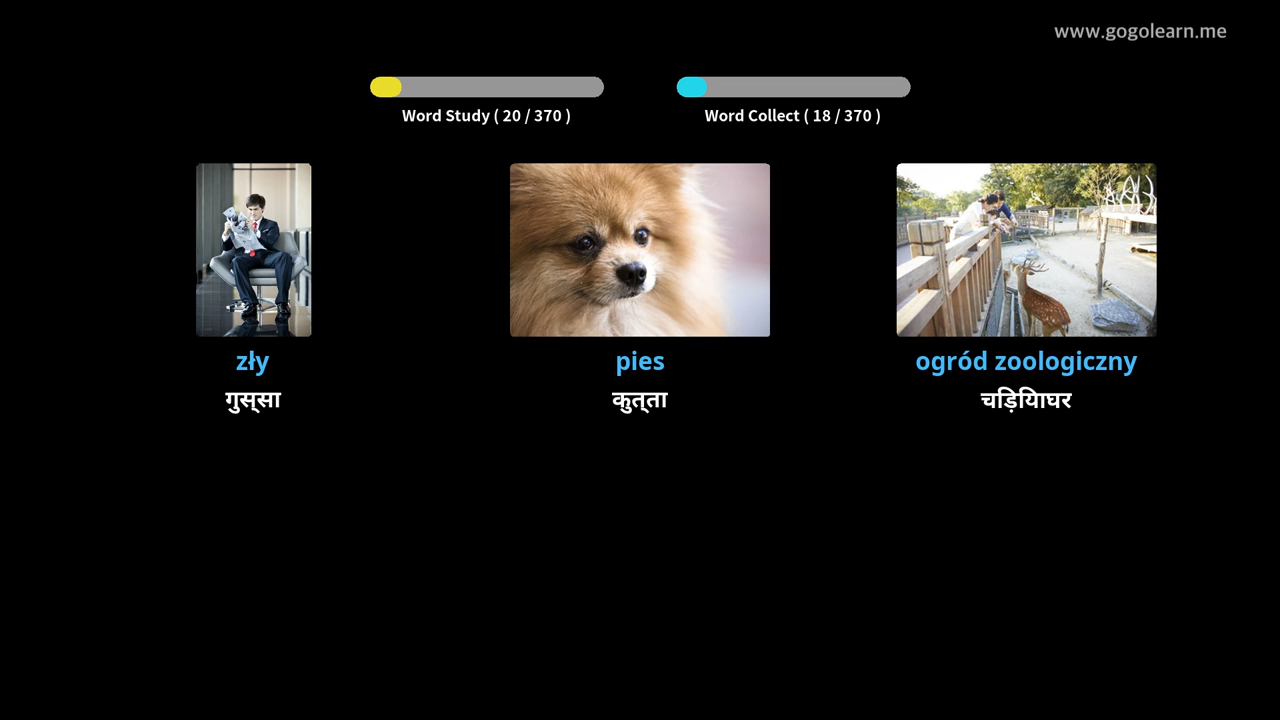 www.gogolearn.me
Word Study ( 20 / 370 )
Word Collect ( 18 / 370 )
zły
pies
ogród zoologiczny
गुस्सा
कुत्ता
चिड़ियाघर